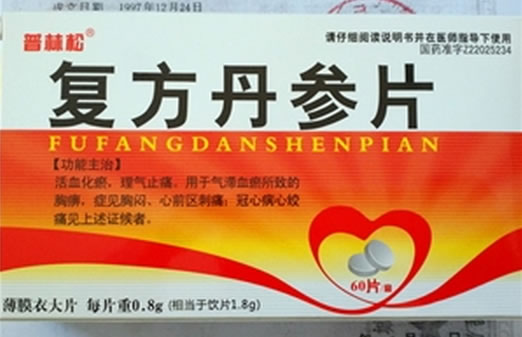 成文日期 1997年12月24日
普林松®
请仔细阅读说明书并在医师指导下使用
国药准字Z22025234
复方丹参片
FUFANGDANSHENPIAN
【功能主治】
活血化瘀，理气止痛。用于气滞血瘀所致的
胸痹，症见胸闷、心前区刺痛；冠心病心绞
痛见上述证候者。
60片/盒
薄膜衣大片 每片重0.8g（相当于饮片1.8g）